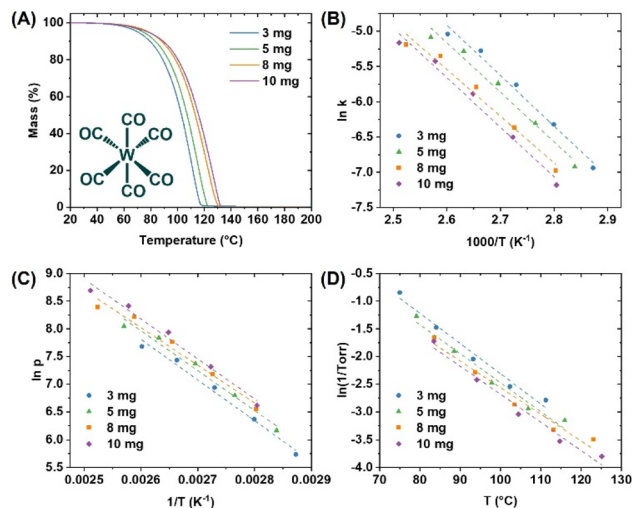 (A)
Mass (%)
100
80
60
40
20
0
20 40 60 80 100 120 140 160 180 200
Temperature (°C)
3 mg
5 mg
8 mg
10 mg
CO
OC CO
W
OC CO
CO
(B)
ln k
-5.0
-5.5
-6.0
-6.5
-7.0
-7.5
2.5 2.6 2.7 2.8 2.9
1000/T (K⁻¹)
3 mg
5 mg
8 mg
10 mg
(C)
ln p
9.0
8.5
8.0
7.5
7.0
6.5
6.0
5.5
0.0025 0.0026 0.0027 0.0028 0.0029
1/T (K⁻¹)
3 mg
5 mg
8 mg
10 mg
(D)
ln(1/Torr)
-0.5
-1.0
-1.5
-2.0
-2.5
-3.0
-3.5
-4.0
70 80 90 100 110 120 130
T (°C)
3 mg
5 mg
8 mg
10 mg